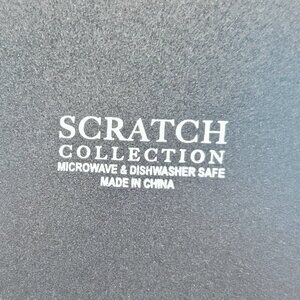 SCRATCH
COLLECTION
MICROWAVE & DISHWASHER SAFE
MADE IN CHINA